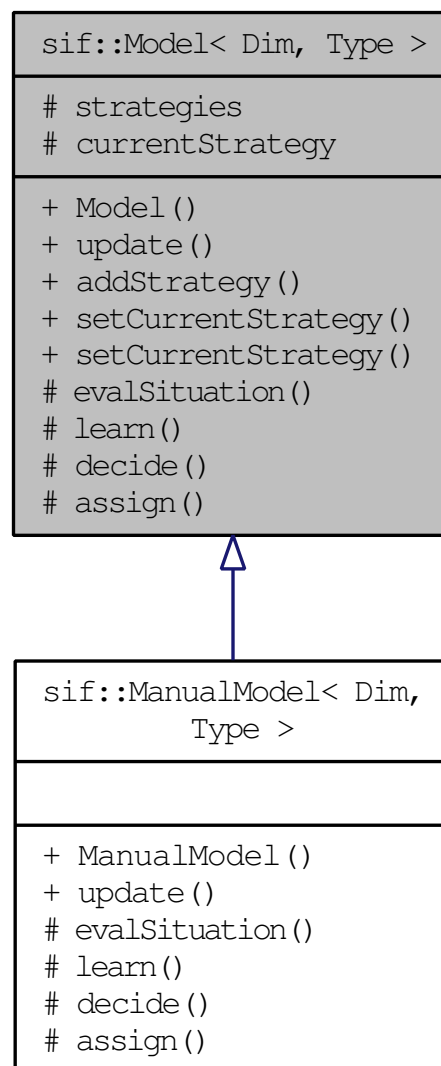 sif::Model< Dim, Type >
# strategies
# currentStrategy
+ Model()
+ update()
+ addStrategy()
+ setCurrentStrategy()
+ setCurrentStrategy()
# evalSituation()
# learn()
# decide()
# assign()
sif::ManualModel< Dim,
Type >
+ ManualModel()
+ update()
# evalSituation()
# learn()
# decide()
# assign()